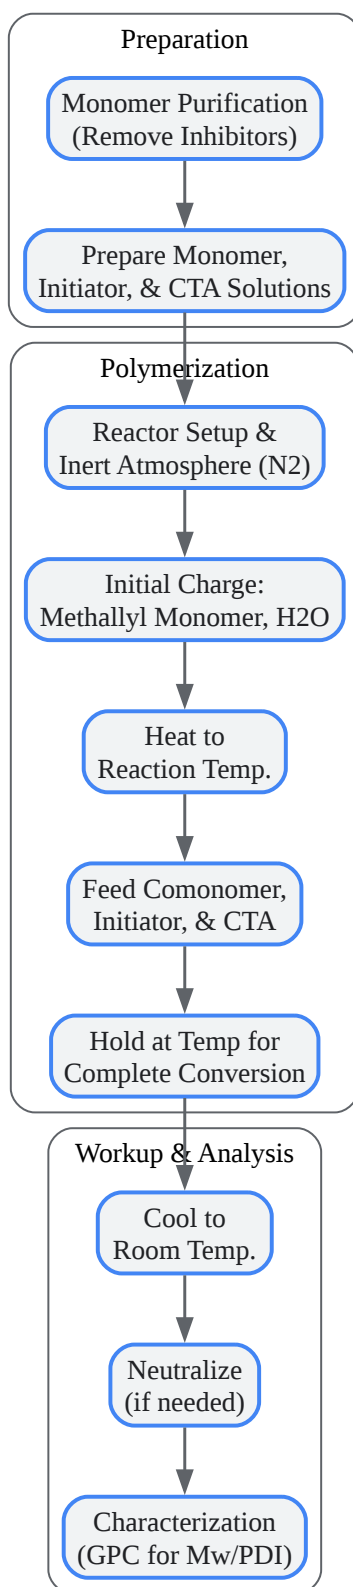 Preparation
Monomer Purification
(Remove Inhibitors)
Prepare Monomer,
Initiator, & CTA Solutions
Polymerization
Reactor Setup &
Inert Atmosphere (N2)
Initial Charge:
Methallyl Monomer, H2O
Heat to
Reaction Temp.
Feed Comonomer,
Initiator, & CTA
Hold at Temp for
Complete Conversion
Workup & Analysis
Cool to
Room Temp.
Neutralize
(if needed)
Characterization
(GPC for Mw/PDI)